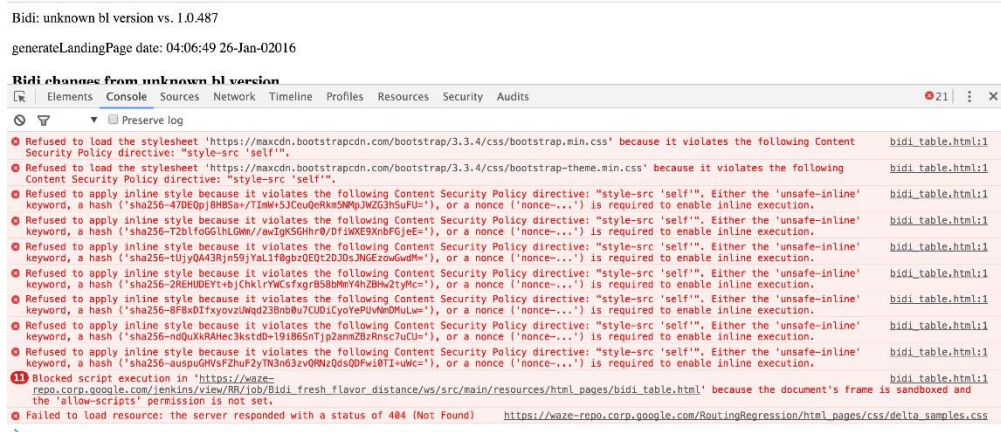 Bidi: unknown bl version vs. 1.0.487
generateLandingPage date: 04:06:49 26-Jan-02016
Bidi changes from unknown bl version
Elements Console Sources Network Timeline Profiles Resources Security Audits 21
Preserve log
Refused to load the stylesheet 'https://maxcdn.bootstrapcdn.com/bootstrap/3.3.4/css/bootstrap.min.css' because it violates the following Content bidi_table.html:1
Security Policy directive: "style-src 'self'".
Refused to load the stylesheet 'https://maxcdn.bootstrapcdn.com/bootstrap/3.3.4/css/bootstrap-theme.min.css' because it violates the following bidi_table.html:1
Content Security Policy directive: "style-src 'self'".
Refused to apply inline style because it violates the following Content Security Policy directive: "style-src 'self'". Either the 'unsafe-inline' bidi_table.html:1
keyword, a hash ('sha256-47DEQpj8HBSa+/TImW+5JCeuQeRkm5NMpJWZG3hSuFU='), or a nonce ('nonce-...') is required to enable inline execution.
Refused to apply inline style because it violates the following Content Security Policy directive: "style-src 'self'". Either the 'unsafe-inline' bidi_table.html:1
keyword, a hash ('sha256-T2blfoGGlhLGWm//awIgKSGHhr0/DfiWXE9XnbFGjeE='), or a nonce ('nonce-...') is required to enable inline execution.
Refused to apply inline style because it violates the following Content Security Policy directive: "style-src 'self'". Either the 'unsafe-inline' bidi_table.html:1
keyword, a hash ('sha256-tUjyQA43Rjn59jYaL1f0gbzQEQt2DJDsJNGEzowGwdM='), or a nonce ('nonce-...') is required to enable inline execution.
Refused to apply inline style because it violates the following Content Security Policy directive: "style-src 'self'". Either the 'unsafe-inline' bidi_table.html:1
keyword, a hash ('sha256-2REHUDEYt+bjChklrYWCsfxgrB58bMmY4hZBHw2tyMc='), or a nonce ('nonce-...') is required to enable inline execution.
Refused to apply inline style because it violates the following Content Security Policy directive: "style-src 'self'". Either the 'unsafe-inline' bidi_table.html:1
keyword, a hash ('sha256-8F8xDIfxyovzUWqd23Bnb0u7CUDiCyoYePUvNmDMuLw='), or a nonce ('nonce-...') is required to enable inline execution.
Refused to apply inline style because it violates the following Content Security Policy directive: "style-src 'self'". Either the 'unsafe-inline' bidi_table.html:1
keyword, a hash ('sha256-ndQuXkRAHec3kstdD+l9iB6SnTjp2anmZBzRnsc7uCU='), or a nonce ('nonce-...') is required to enable inline execution.
Refused to apply inline style because it violates the following Content Security Policy directive: "style-src 'self'". Either the 'unsafe-inline' bidi_table.html:1
keyword, a hash ('sha256-auspuGHVsFZhuF2yTN3n63zvQRNzQdsQDFwi0TI+uWc='), or a nonce ('nonce-...') is required to enable inline execution.
11 Blocked script execution in 'https://waze- bidi_table.html:1
repo.corp.google.com/jenkins/view/RR/job/Bidi_fresh_flavor_distance/ws/src/main/resources/html_pages/bidi_table.html' because the document's frame is sandboxed and
the 'allow-scripts' permission is not set.
Failed to load resource: the server responded with a status of 404 (Not Found) https://waze-repo.corp.google.com/RoutingRegression/html_pages/css/delta_samples.css